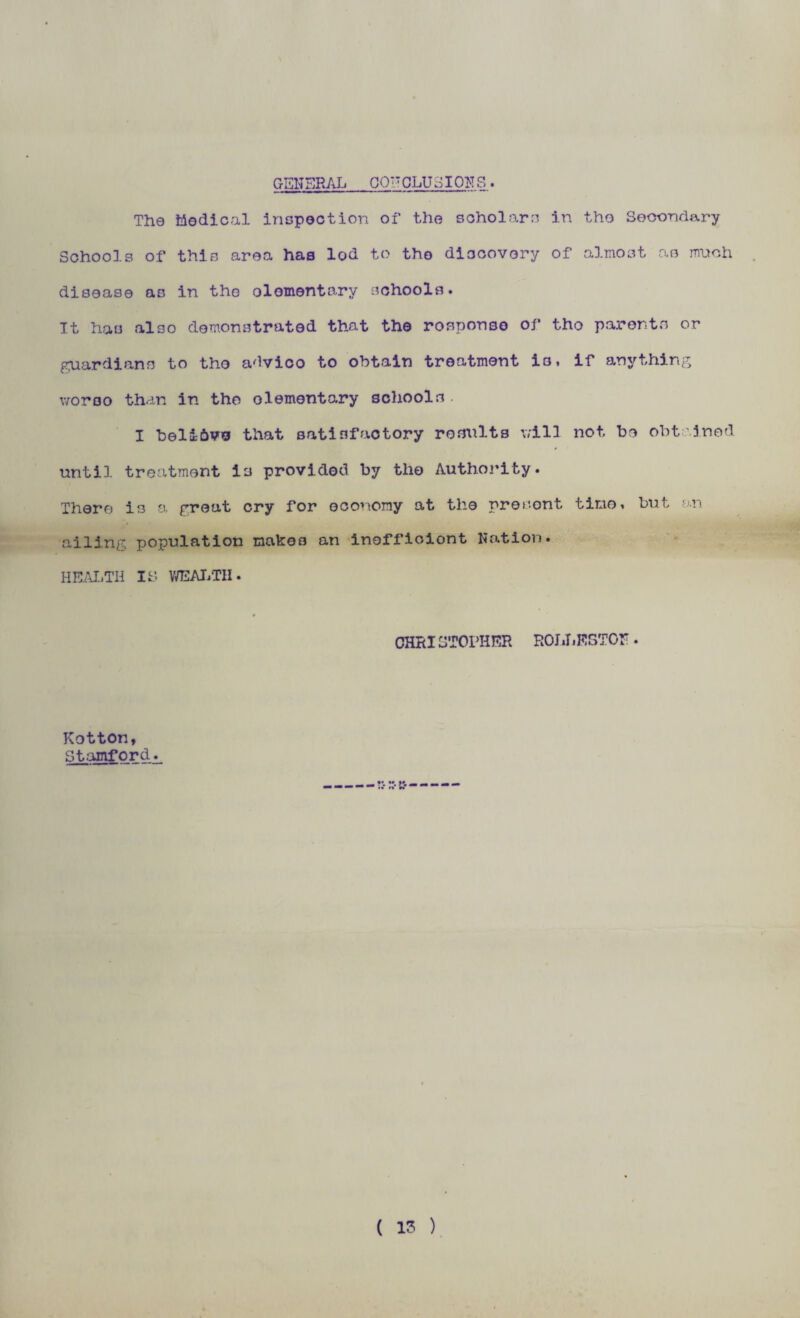 GENERAL CONCLUSIONS.
The Medical inspection of the scholars in the Secondary
Schools of this area has led to the discovery of almost as much
disease as in the elementary schools.
It has also demonstrated that the response of the parents or
guardians to the advice to obtain treatment is, if anything
worse than in the elementary schools.
I believe that satisfactory results will not be obtained
until treatment is provided by the Authority.
There is a great cry for economy at the present time, but an
ailing population makes an inefficient Nation.
HEALTH IS WEALTH.
CHRISTOPHER ROLLESTON.
Ketton,
Stamford.
------:-:-:------
( 13 )